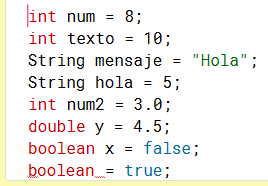 int num = 8;
int texto = 10;
String mensaje = "Hola";
String hola = 5;
int num2 = 3.0;
double y = 4.5;
boolean x = false;
boolean = true;